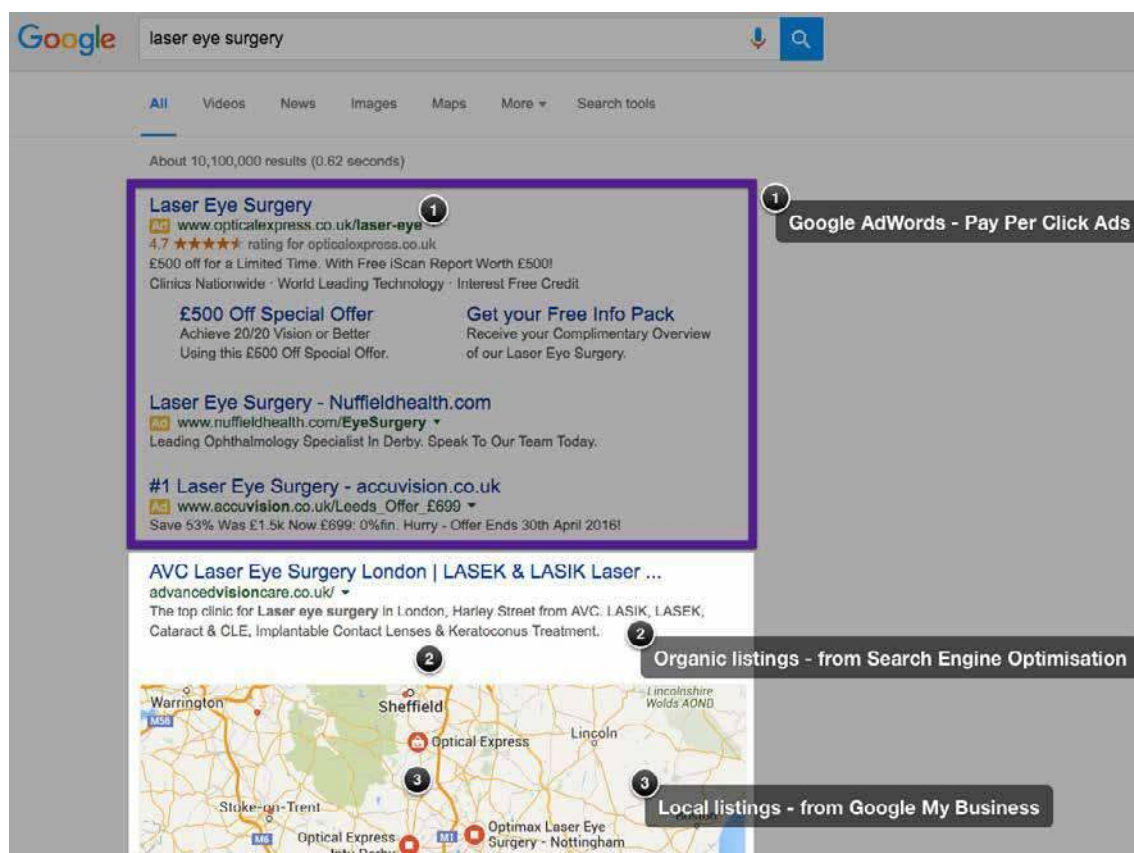 Google
laser eye surgery
All Videos News Images Maps More Search tools
About 10,100,000 results (0.62 seconds)
Laser Eye Surgery
1
1
Ad www.opticalexpress.co.uk/laser-eye
Google AdWords - Pay Per Click Ads
4.7 ★★★★★ rating for opticalexpress.co.uk
£500 off for a Limited Time. With Free iScan Report Worth £500!
Clinics Nationwide · World Leading Technology · Interest Free Credit
£500 Off Special Offer
Achieve 20/20 Vision or Better
Using this £500 Off Special Offer.
Get your Free Info Pack
Receive your Complimentary Overview
of our Laser Eye Surgery.
Laser Eye Surgery - Nuffieldhealth.com
Ad www.nuffieldhealth.com/EyeSurgery
Leading Ophthalmology Specialist In Derby. Speak To Our Team Today.
#1 Laser Eye Surgery - accuvision.co.uk
Ad www.accuvision.co.uk/Leeds_Offer_£699
Save 53% Was £1.5k Now £699: 0%fin. Hurry - Offer Ends 30th April 2016!
AVC Laser Eye Surgery London | LASEK & LASIK Laser ...
advancedvisioncare.co.uk/
The top clinic for Laser eye surgery in London, Harley Street from AVC. LASIK, LASEK,
Cataract & CLE, Implantable Contact Lenses & Keratoconus Treatment.
2
2
Organic listings - from Search Engine Optimisation
Warrington
Sheffield
Lincolnshire
Wolds AONB
M56
Optical Express
Lincoln
3
3
Local listings - from Google My Business
Stoke-on-Trent
M6
Optical Express
M1
Optimax Laser Eye
Surgery - Nottingham